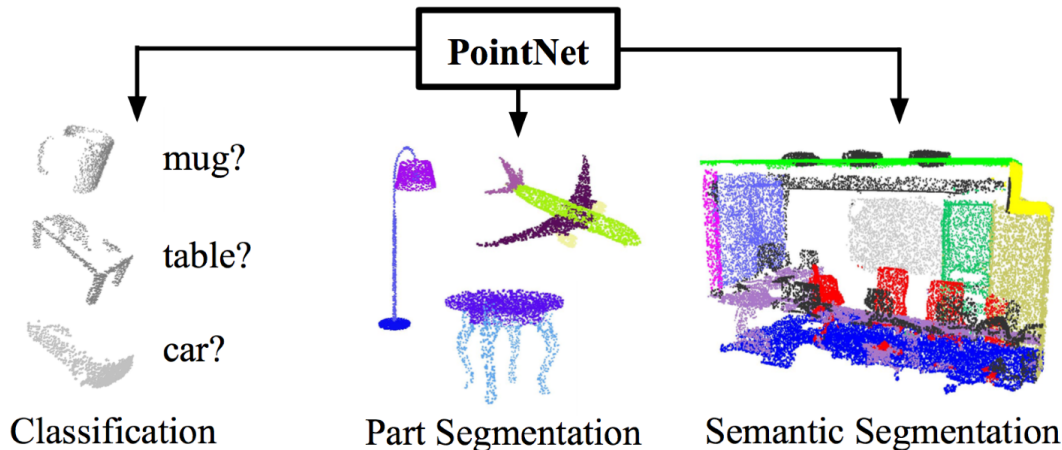 PointNet
mug?
table?
car?
Classification
Part Segmentation
Semantic Segmentation